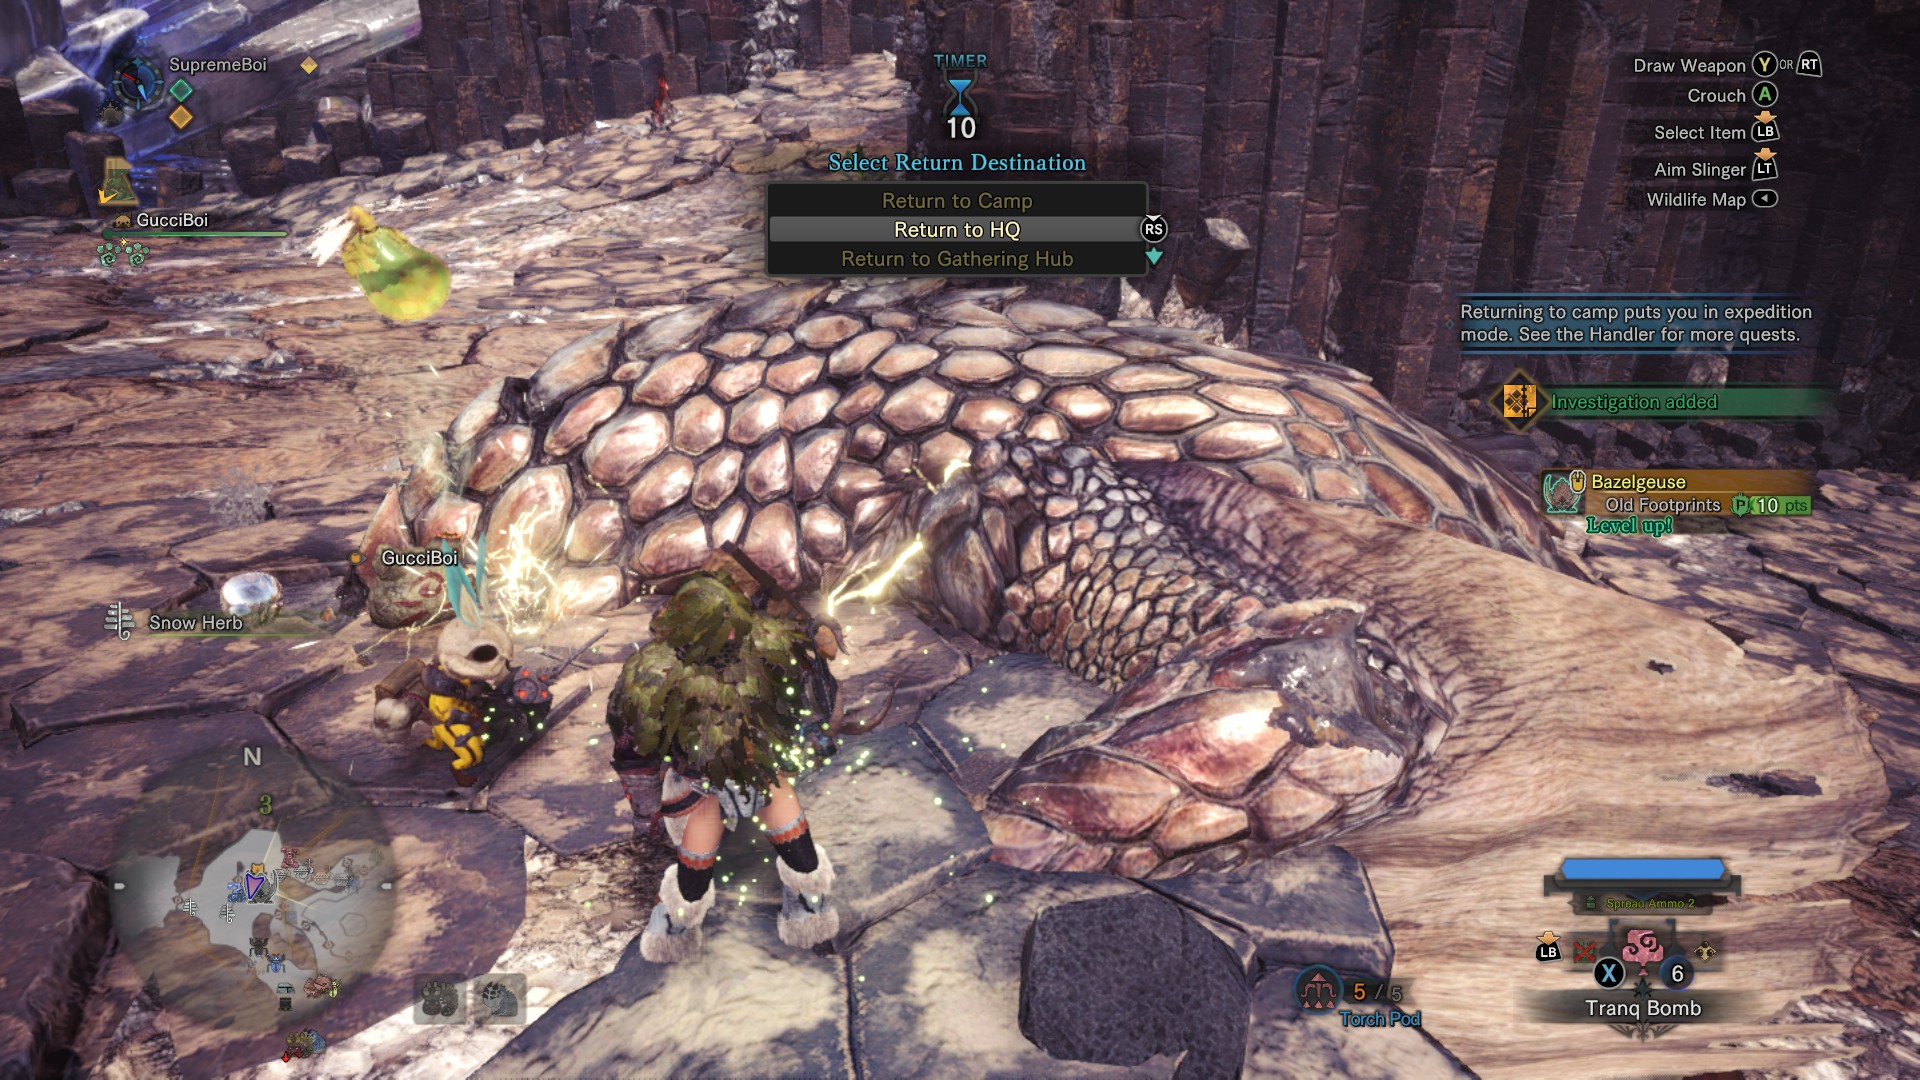 SupremeBoi
GucciBoi
TIMER
10
Select Return Destination
Return to Camp
Return to HQ
RS
Return to Gathering Hub
Draw Weapon Y OR RT
Crouch A
Select Item LB
Aim Slinger LT
Wildlife Map
Returning to camp puts you in expedition
mode. See the Handler for more quests.
Investigation added
Bazelgeuse
Old Footprints P 10 pts
Level up!
GucciBoi
Snow Herb
N
3
5 / 5
Torch Pod
Spread Ammo 2
LB
X
6
Tranq Bomb